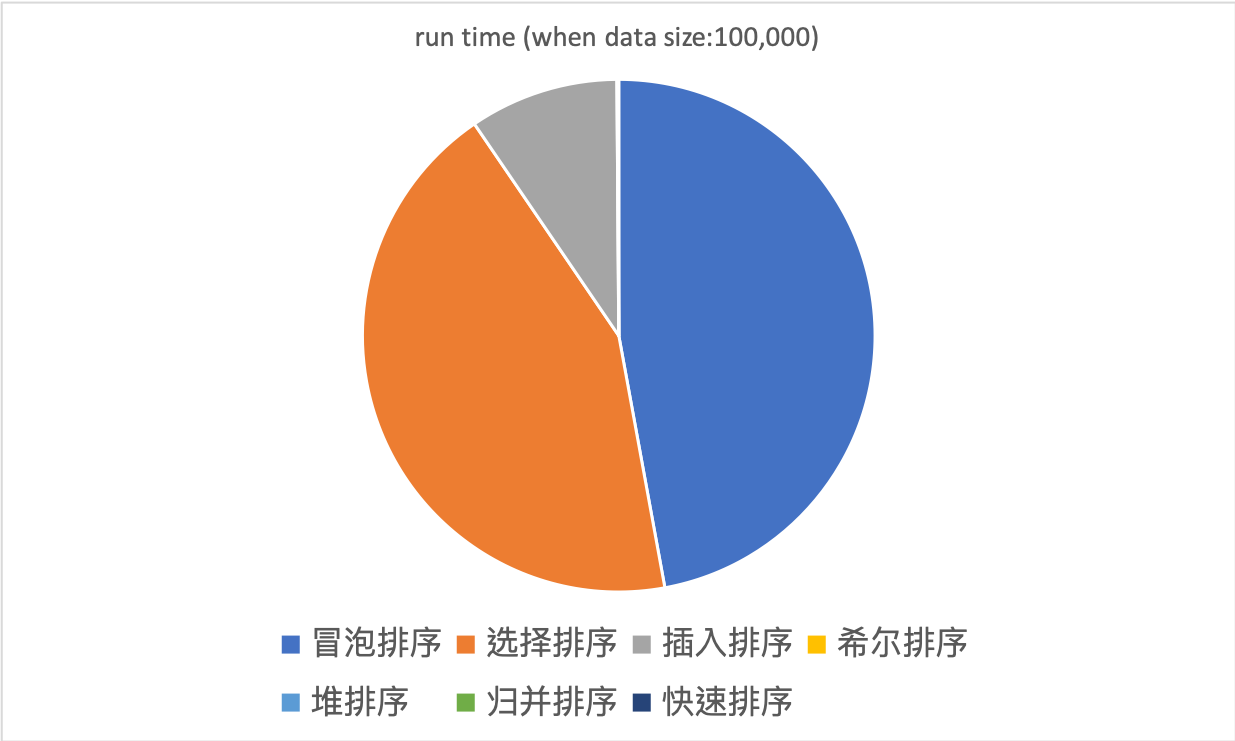 run time (when data size:100,000)
冒泡排序 选择排序 插入排序 希尔排序
堆排序 归并排序 快速排序